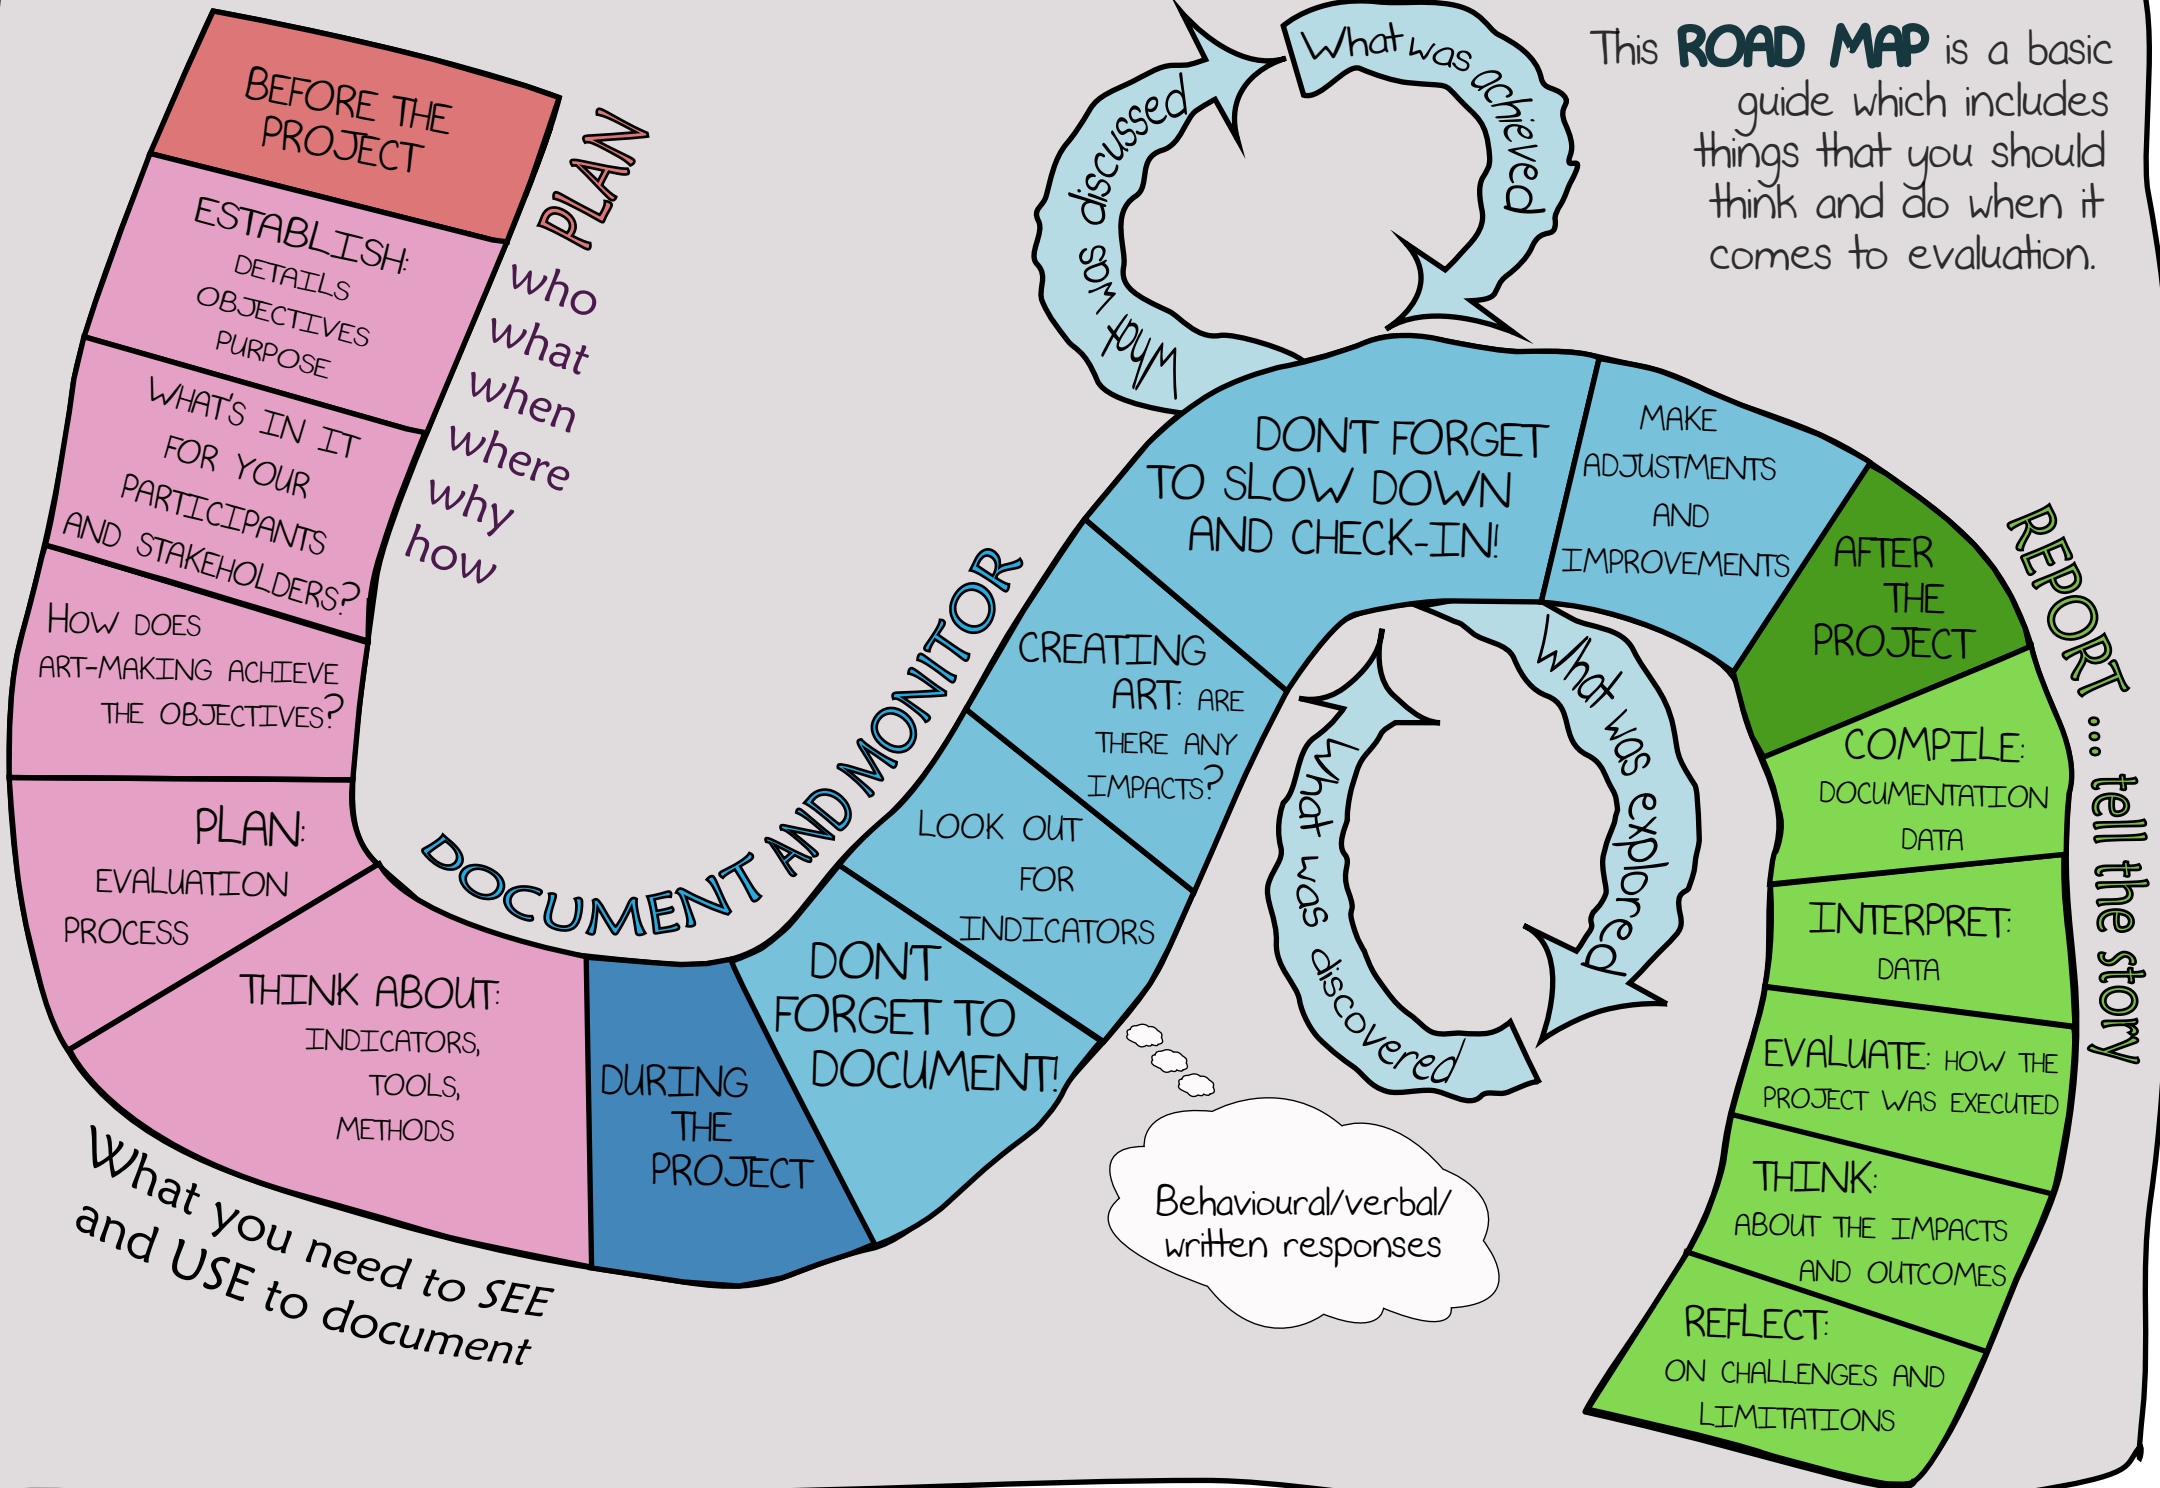 This ROAD MAP is a basic
guide which includes
things that you should
think and do when it
comes to evaluation.
BEFORE THE
PROJECT
PLAN
who
what
when
where
why
how
ESTABLISH:
DETAILS
OBJECTIVES
PURPOSE
WHAT'S IN IT
FOR YOUR
PARTICIPANTS
AND STAKEHOLDERS?
HOW DOES
ART-MAKING ACHIEVE
THE OBJECTIVES?
PLAN:
EVALUATION
PROCESS
THINK ABOUT:
INDICATORS,
TOOLS,
METHODS
What you need to SEE
and USE to document
DOCUMENT AND MONITOR
DURING
THE
PROJECT
DON'T
FORGET TO
DOCUMENT!
LOOK OUT
FOR
INDICATORS
Behavioural/verbal/
written responses
CREATING
ART: ARE
THERE ANY
IMPACTS?
DON'T FORGET
TO SLOW DOWN
AND CHECK-IN!
What was discussed
What was achieved
What was explored
What was discovered
MAKE
ADJUSTMENTS
AND
IMPROVEMENTS
AFTER
THE
PROJECT
REPORT ... tell the story
COMPILE:
DOCUMENTATION
DATA
INTERPRET:
DATA
EVALUATE: HOW THE
PROJECT WAS EXECUTED
THINK:
ABOUT THE IMPACTS
AND OUTCOMES
REFLECT:
ON CHALLENGES AND
LIMITATIONS